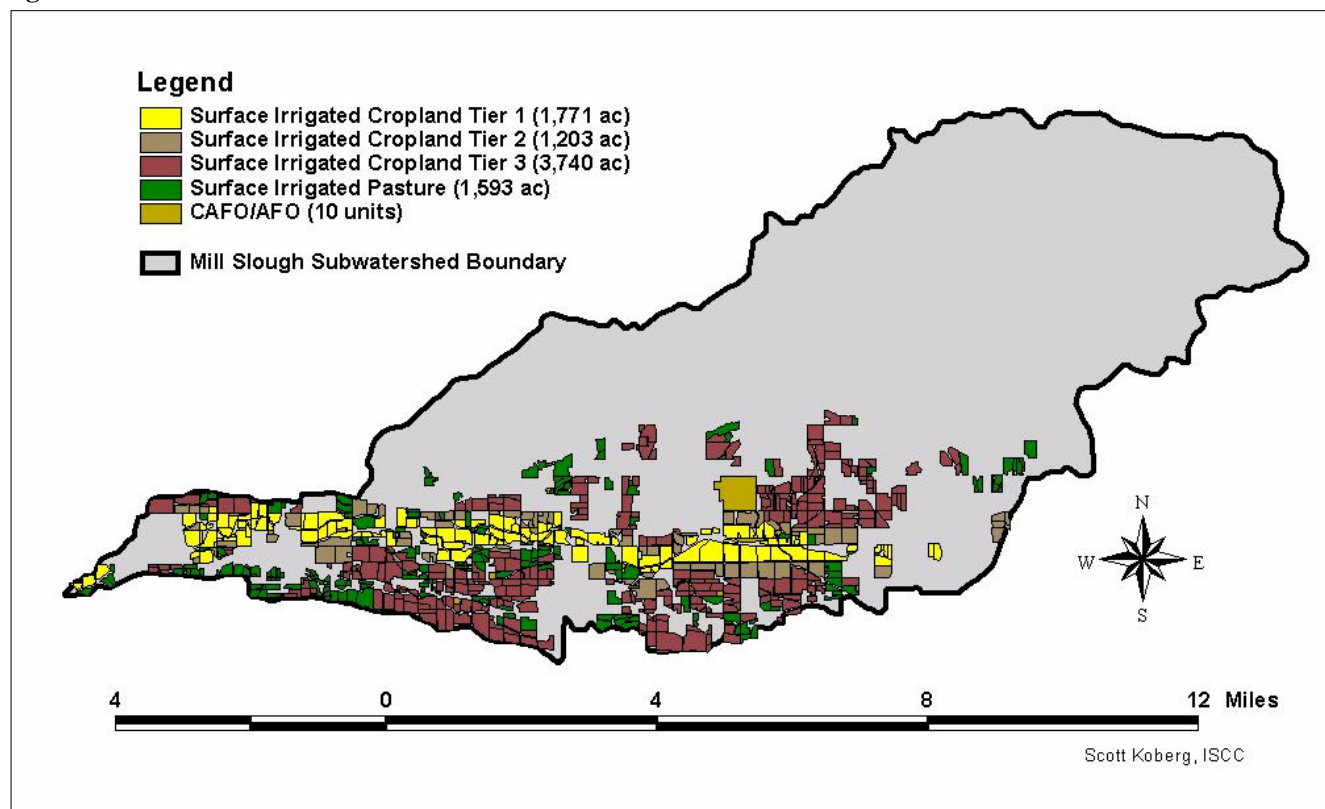 Legend
Surface Irrigated Cropland Tier 1 (1,771 ac)
Surface Irrigated Cropland Tier 2 (1,203 ac)
Surface Irrigated Cropland Tier 3 (3,740 ac)
Surface Irrigated Pasture (1,593 ac)
CAFO/AFO (10 units)
Mill Slough Subwatershed Boundary
N
W E
S
4 0 4 8 12 Miles
Scott Koberg, ISCC